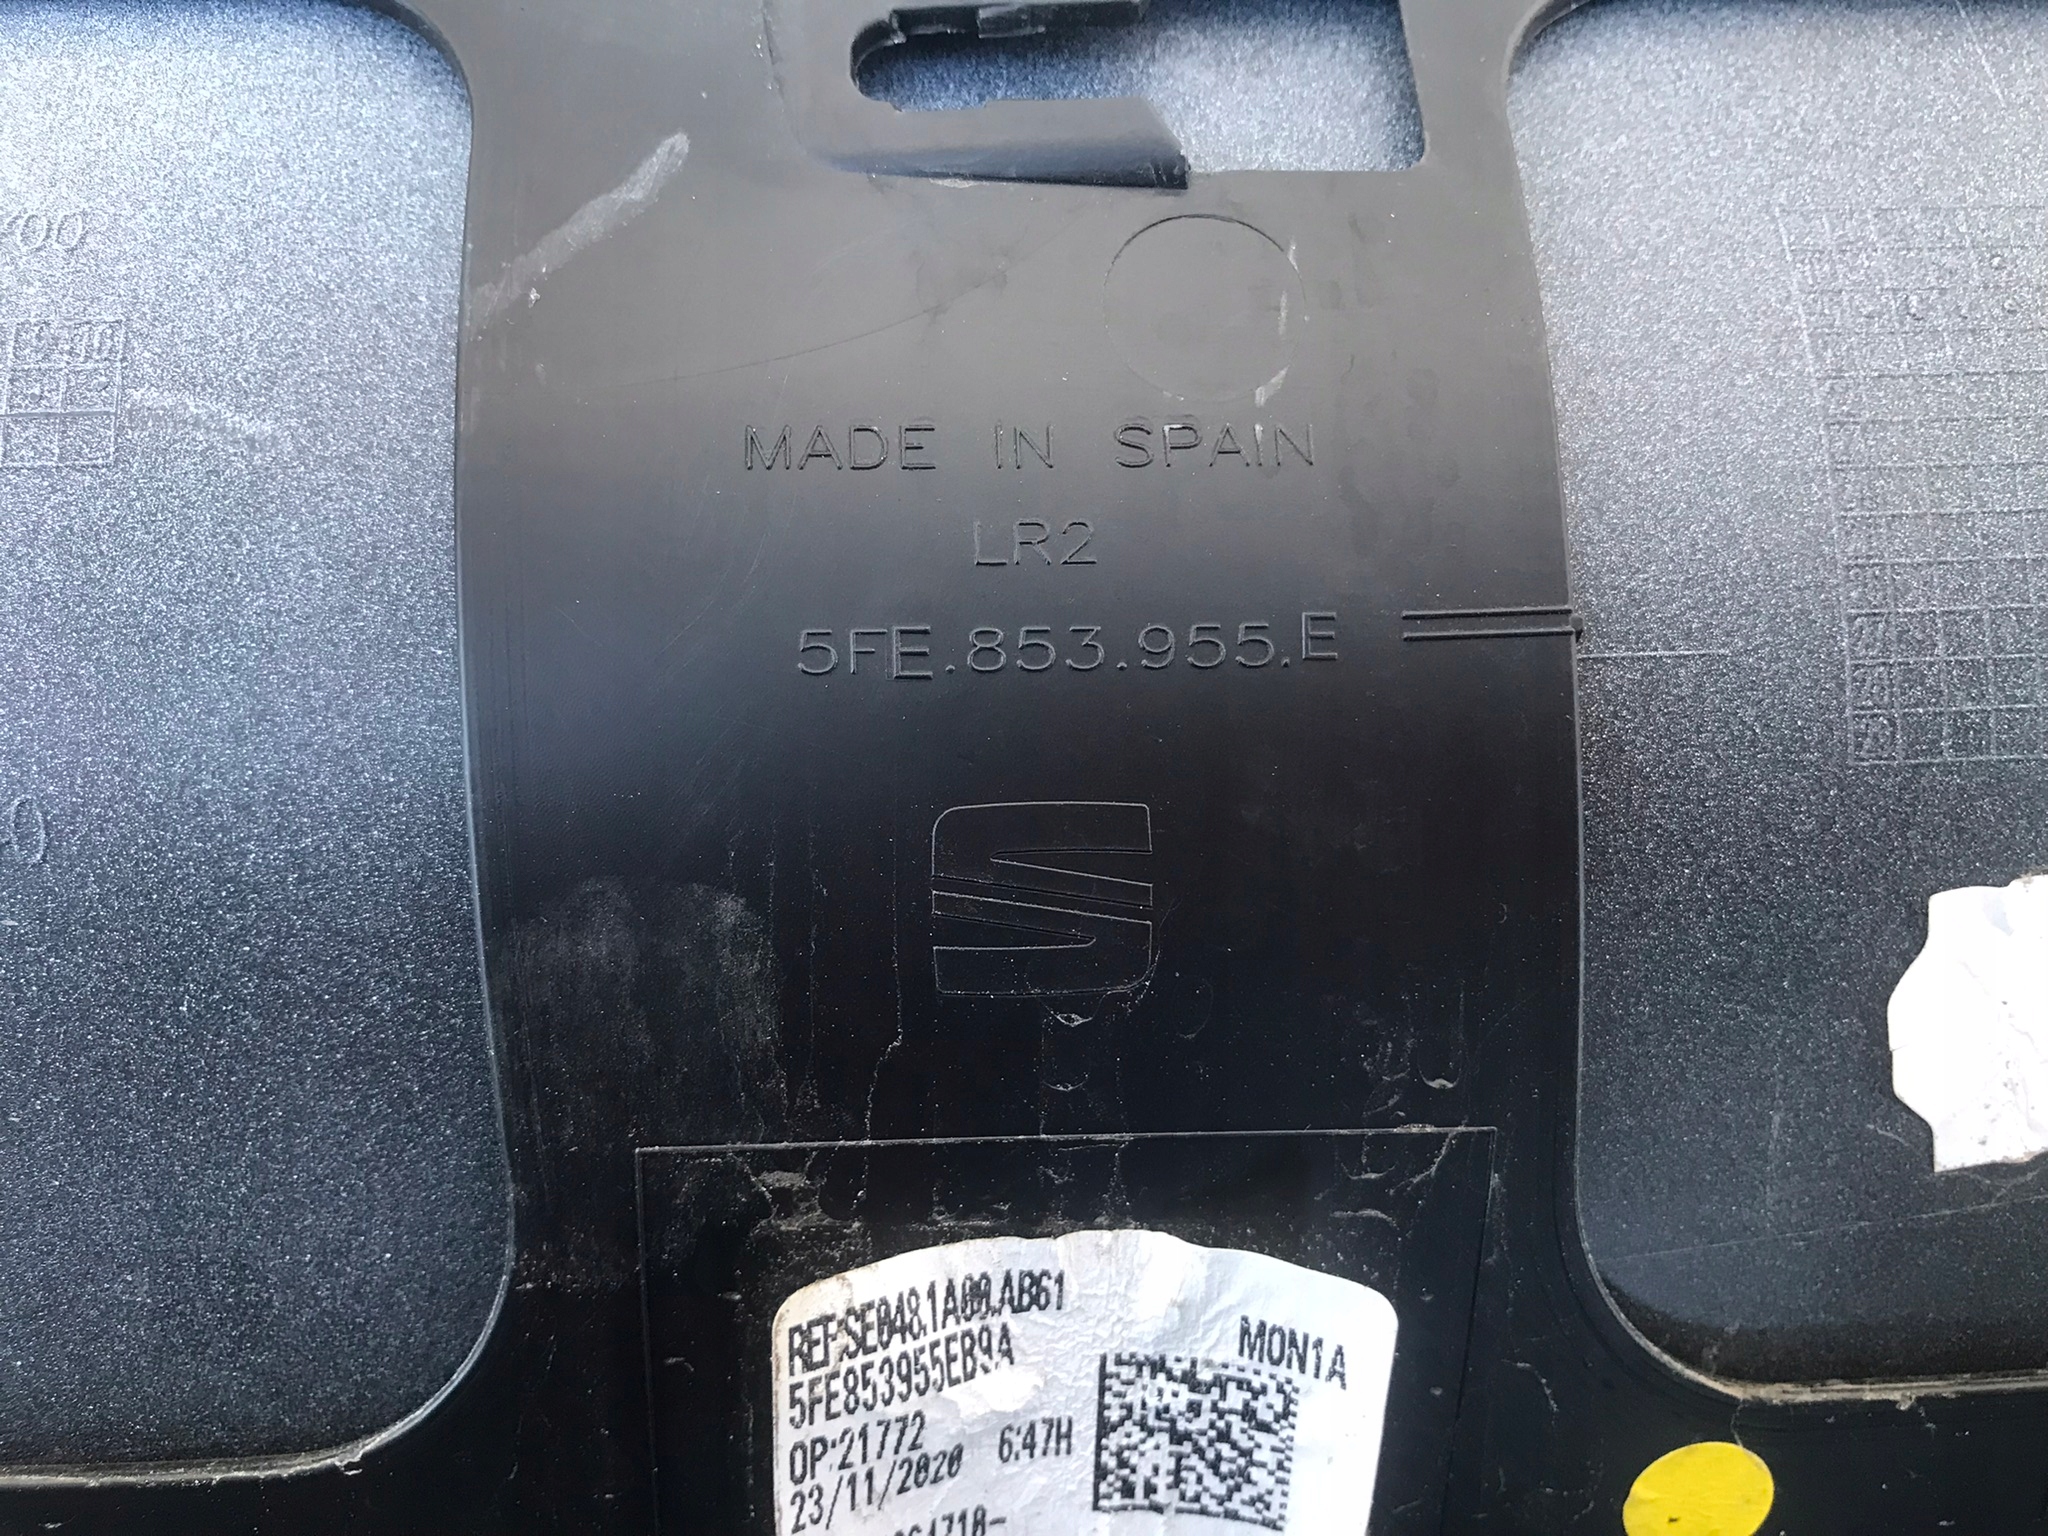 MADE IN SPAIN
LR2
5FE.853.955.E
REF:SE048.1A00.AB61
MON1A
5FE853955EB9A
OP:21772
23/11/2020 6:47H